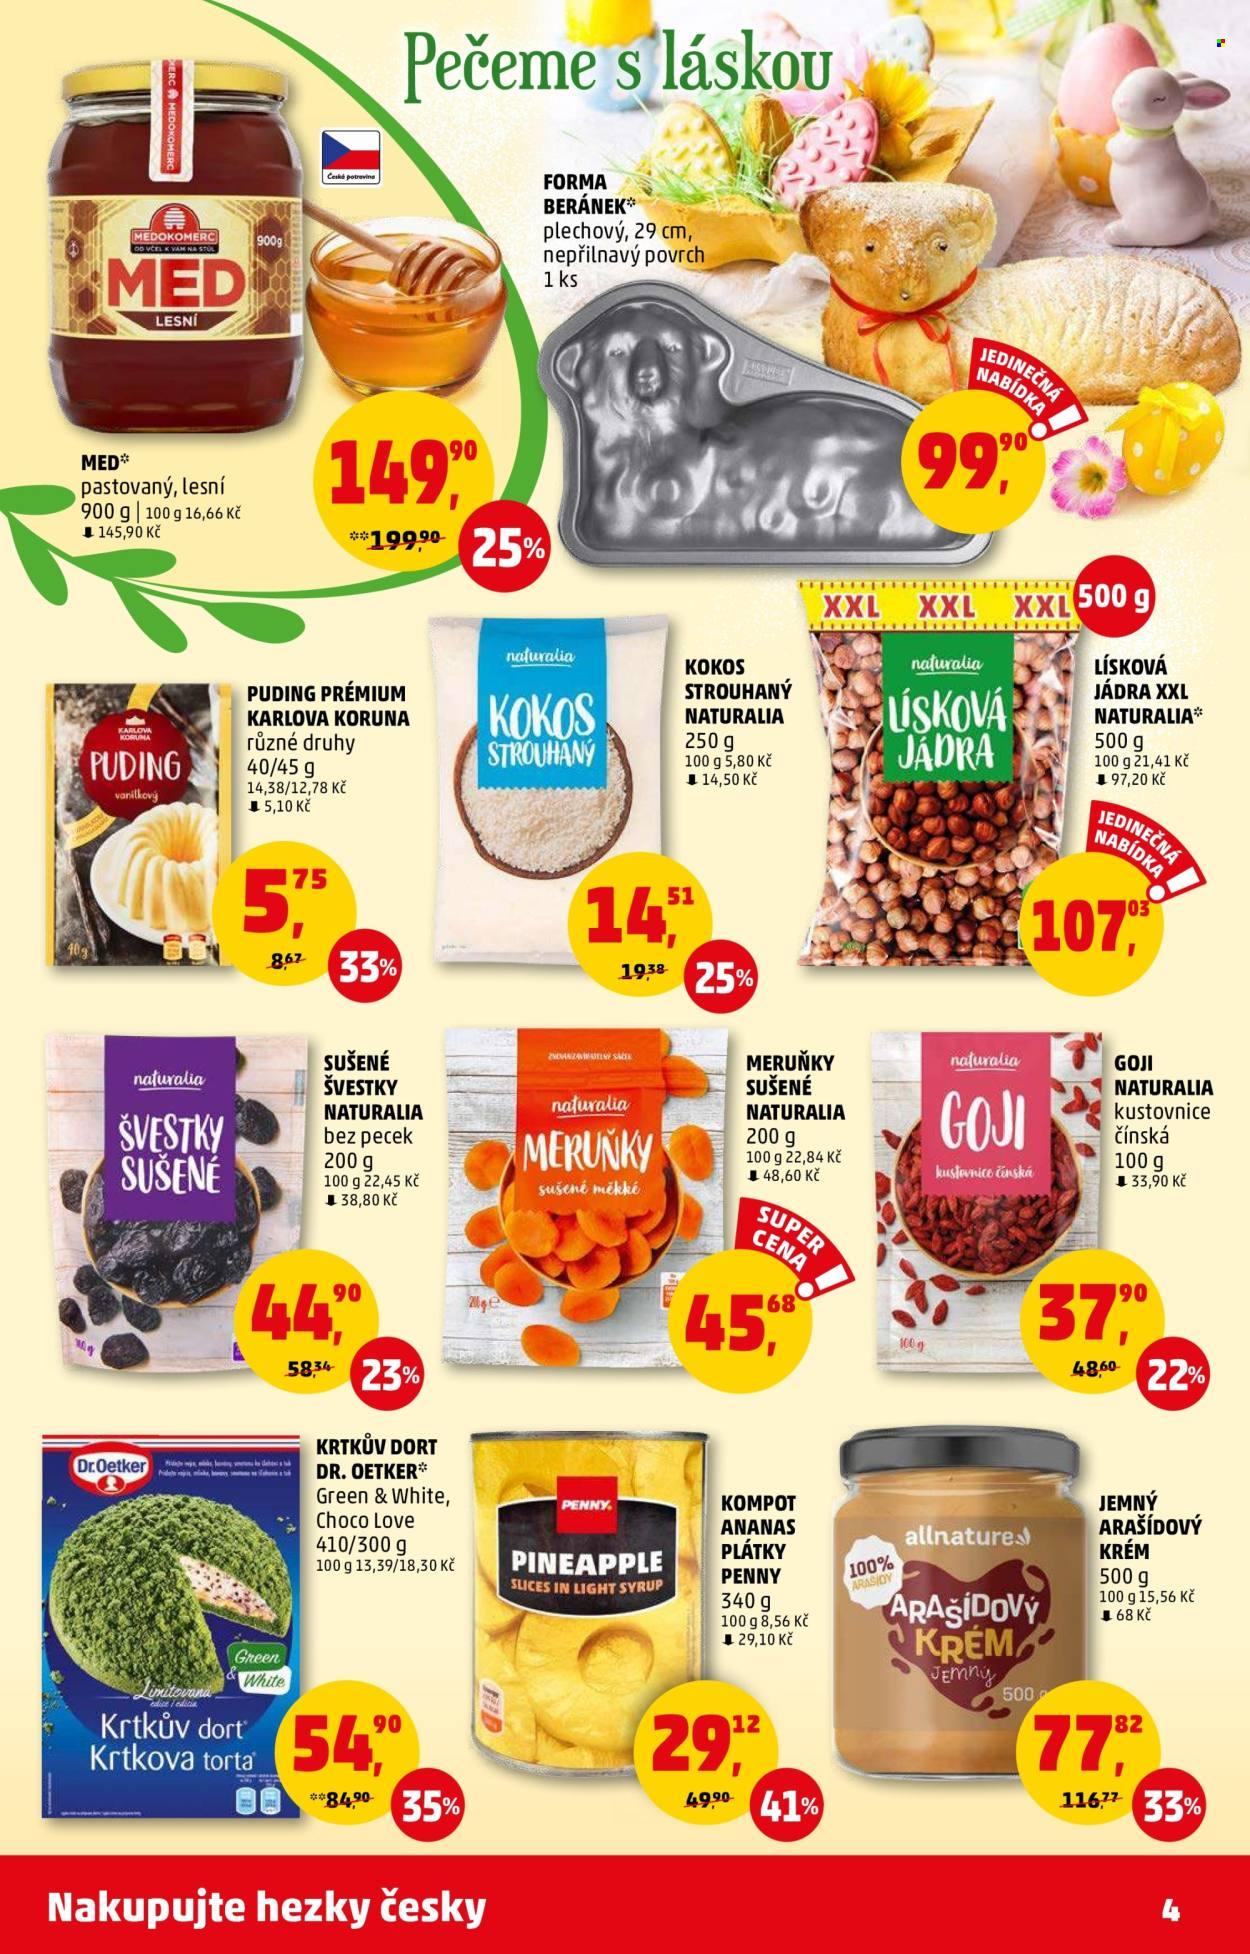 Pečeme s láskou
MEDOKOMERC
MEDOKOMERC
OD VČEL K VÁM NA STŮL
900g
MED
LESNÍ
Česká potravina
FORMA
BERÁNEK*
plechový, 29 cm,
nepřilnavý povrch
1 ks
JEDINEČNÁ
NABÍDKA
99,90
MED*
pastovaný, lesní
900 g | 100 g 16,66 Kč
⬇ 145,90 Kč
149,90
**199,90
25%
KARLOVA
KORUNA
PUDING
vanilkový
40g
PUDING PRÉMIUM
KARLOVA KORUNA
různé druhy
40/45 g
14,38/12,78 Kč
⬇ 5,10 Kč
5,75
8,67
33%
naturalia
KOKOS
STROUHANÝ
KOKOS
STROUHANÝ
NATURALIA
250 g
100 g 5,80 Kč
⬇ 14,50 Kč
14,51
19,38
25%
XXL XXL XXL
500 g
naturalia
LÍSKOVÁ
JÁDRA
LÍSKOVÁ
JÁDRA XXL
NATURALIA*
500 g
100 g 21,41 Kč
⬇ 97,20 Kč
JEDINEČNÁ
NABÍDKA
107,03
naturalia
ŠVESTKY
SUŠENÉ
SUŠENÉ
ŠVESTKY
NATURALIA
bez pecek
200 g
100 g 22,45 Kč
⬇ 38,80 Kč
44,90
58,34
23%
ZNOVUUZAVÍRATELNÝ SÁČEK
naturalia
MERUŇKY
sušené měkké
200g e
MERUŇKY
SUŠENÉ
NATURALIA
200 g
100 g 22,84 Kč
⬇ 48,60 Kč
SUPER
CENA
45,68
naturalia
GOJI
kustovnice čínská
100 g
GOJI
NATURALIA
kustovnice
čínská
100 g
⬇ 33,90 Kč
37,90
48,60
22%
Dr.Oetker
Green
& White
Limitovaná
edice / edícia
Krtkův dort
Krtkova torta
KRTKŮV DORT
DR. OETKER*
Green & White,
Choco Love
410/300 g
100 g 13,39/18,30 Kč
54,90
**84,90
35%
PENNY.
PINEAPPLE
SLICES IN LIGHT SYRUP
KOMPOT
ANANAS
PLÁTKY
PENNY
340 g
100 g 8,56 Kč
⬇ 29,10 Kč
29,12
49,90
41%
allnature
100%
ARAŠÍDY
ARAŠÍDOVÝ
KRÉM
JEMNÝ
500 g
JEMNÝ
ARAŠÍDOVÝ
KRÉM
500 g
100 g 15,56 Kč
⬇ 68 Kč
77,82
116,77
33%
Nakupujte hezky česky
4